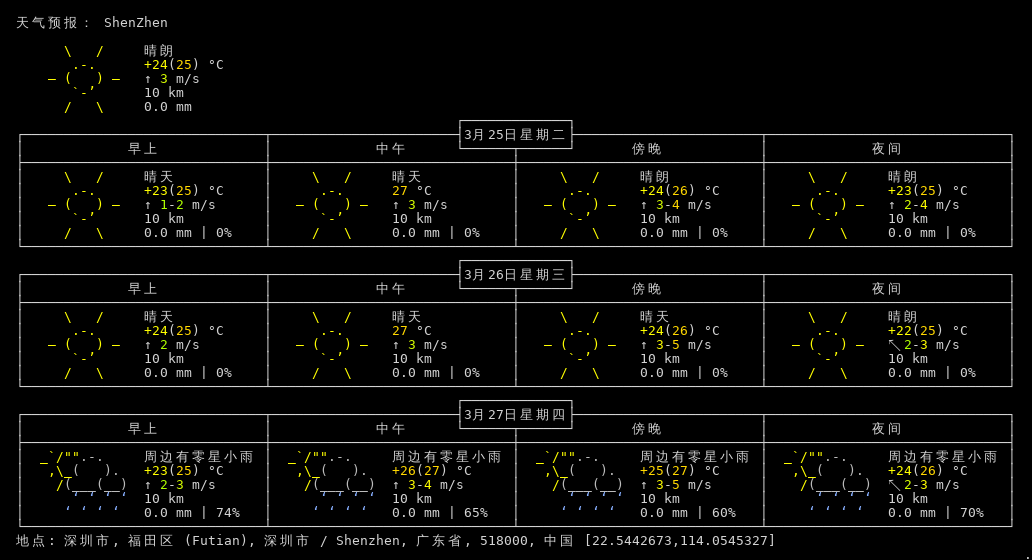 天气预报： ShenZhen
晴朗
+24(25) °C
↑ 3 m/s
10 km
0.0 mm
3月25日星期二
早上 中午 傍晚 夜间
晴天 晴天 晴朗 晴朗
+23(25) °C 27 °C +24(26) °C +23(25) °C
↑ 1-2 m/s ↑ 3 m/s ↑ 3-4 m/s ↑ 2-4 m/s
10 km 10 km 10 km 10 km
0.0 mm | 0% 0.0 mm | 0% 0.0 mm | 0% 0.0 mm | 0%
3月26日星期三
早上 中午 傍晚 夜间
晴天 晴天 晴天 晴朗
+24(25) °C 27 °C +24(26) °C +22(25) °C
↑ 2 m/s ↑ 3 m/s ↑ 3-5 m/s ↖ 2-3 m/s
10 km 10 km 10 km 10 km
0.0 mm | 0% 0.0 mm | 0% 0.0 mm | 0% 0.0 mm | 0%
3月27日星期四
早上 中午 傍晚 夜间
周边有零星小雨 周边有零星小雨 周边有零星小雨 周边有零星小雨
+23(25) °C +26(27) °C +25(27) °C +24(26) °C
↑ 2-3 m/s ↑ 3-4 m/s ↑ 3-5 m/s ↖ 2-3 m/s
10 km 10 km 10 km 10 km
0.0 mm | 74% 0.0 mm | 65% 0.0 mm | 60% 0.0 mm | 70%
地点: 深圳市, 福田区 (Futian), 深圳市 / Shenzhen, 广东省, 518000, 中国 [22.5442673,114.0545327]